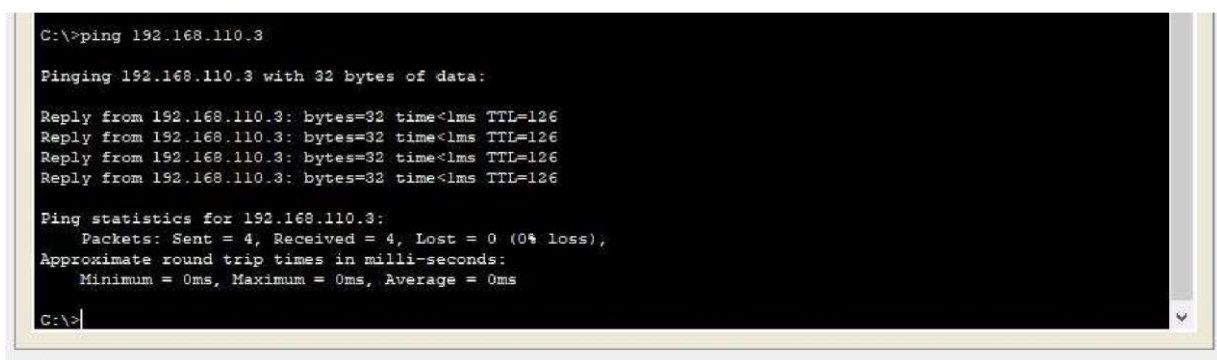 C:\>ping 192.168.110.3
Pinging 192.168.110.3 with 32 bytes of data:
Reply from 192.168.110.3: bytes=32 time<1ms TTL=126
Reply from 192.168.110.3: bytes=32 time<1ms TTL=126
Reply from 192.168.110.3: bytes=32 time<1ms TTL=126
Reply from 192.168.110.3: bytes=32 time<1ms TTL=126
Ping statistics for 192.168.110.3:
Packets: Sent = 4, Received = 4, Lost = 0 (0% loss),
Approximate round trip times in milli-seconds:
Minimum = 0ms, Maximum = 0ms, Average = 0ms
C:\>